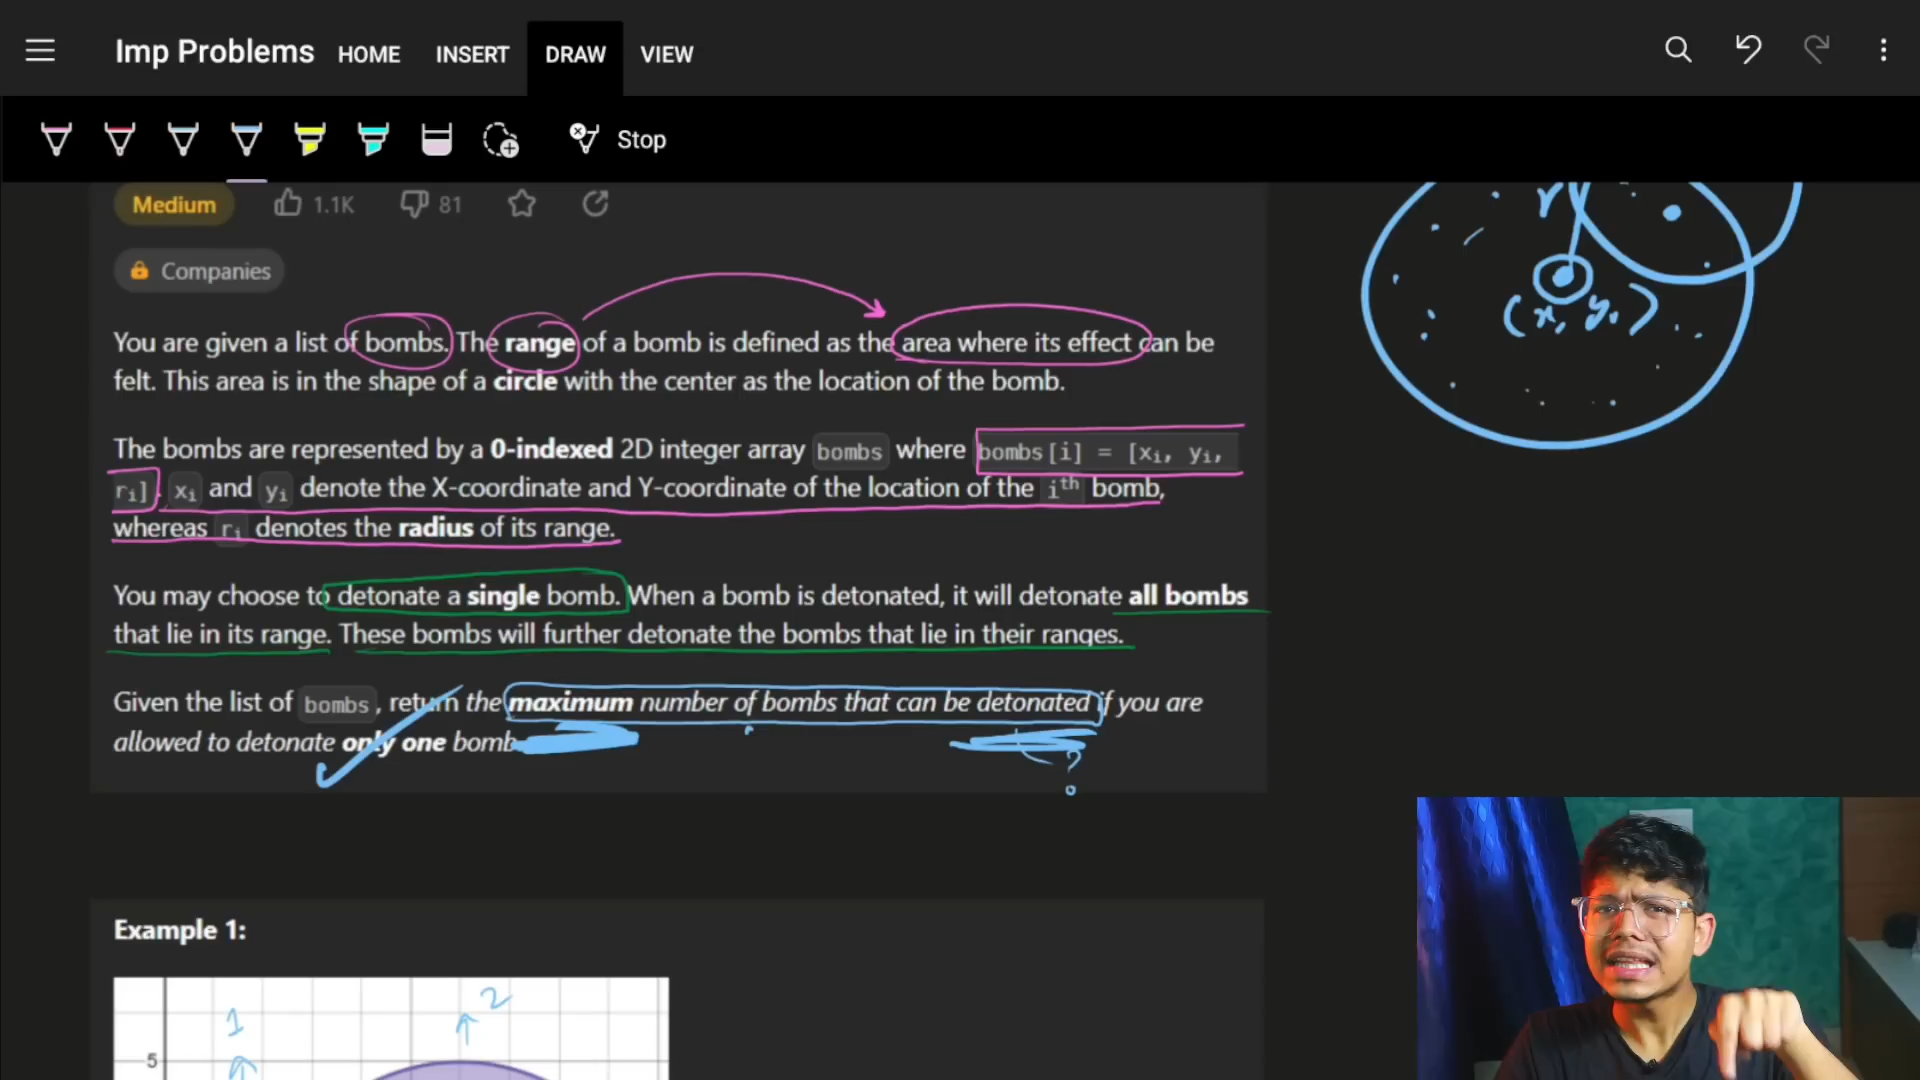 Imp Problems HOME INSERT DRAW VIEW
Stop
Medium 1.1K 81
Companies
You are given a list of bombs. The range of a bomb is defined as the area where its effect can be
felt. This area is in the shape of a circle with the center as the location of the bomb.
The bombs are represented by a 0-indexed 2D integer array bombs where bombs[i] = [xᵢ, yᵢ,
rᵢ]. xᵢ and yᵢ denote the X-coordinate and Y-coordinate of the location of the iᵗʰ bomb,
whereas rᵢ denotes the radius of its range.
You may choose to detonate a single bomb. When a bomb is detonated, it will detonate all bombs
that lie in its range. These bombs will further detonate the bombs that lie in their ranges.
Given the list of bombs, return the maximum number of bombs that can be detonated if you are
allowed to detonate only one bomb
?
r
(x, y,)
Example 1:
2
1
5